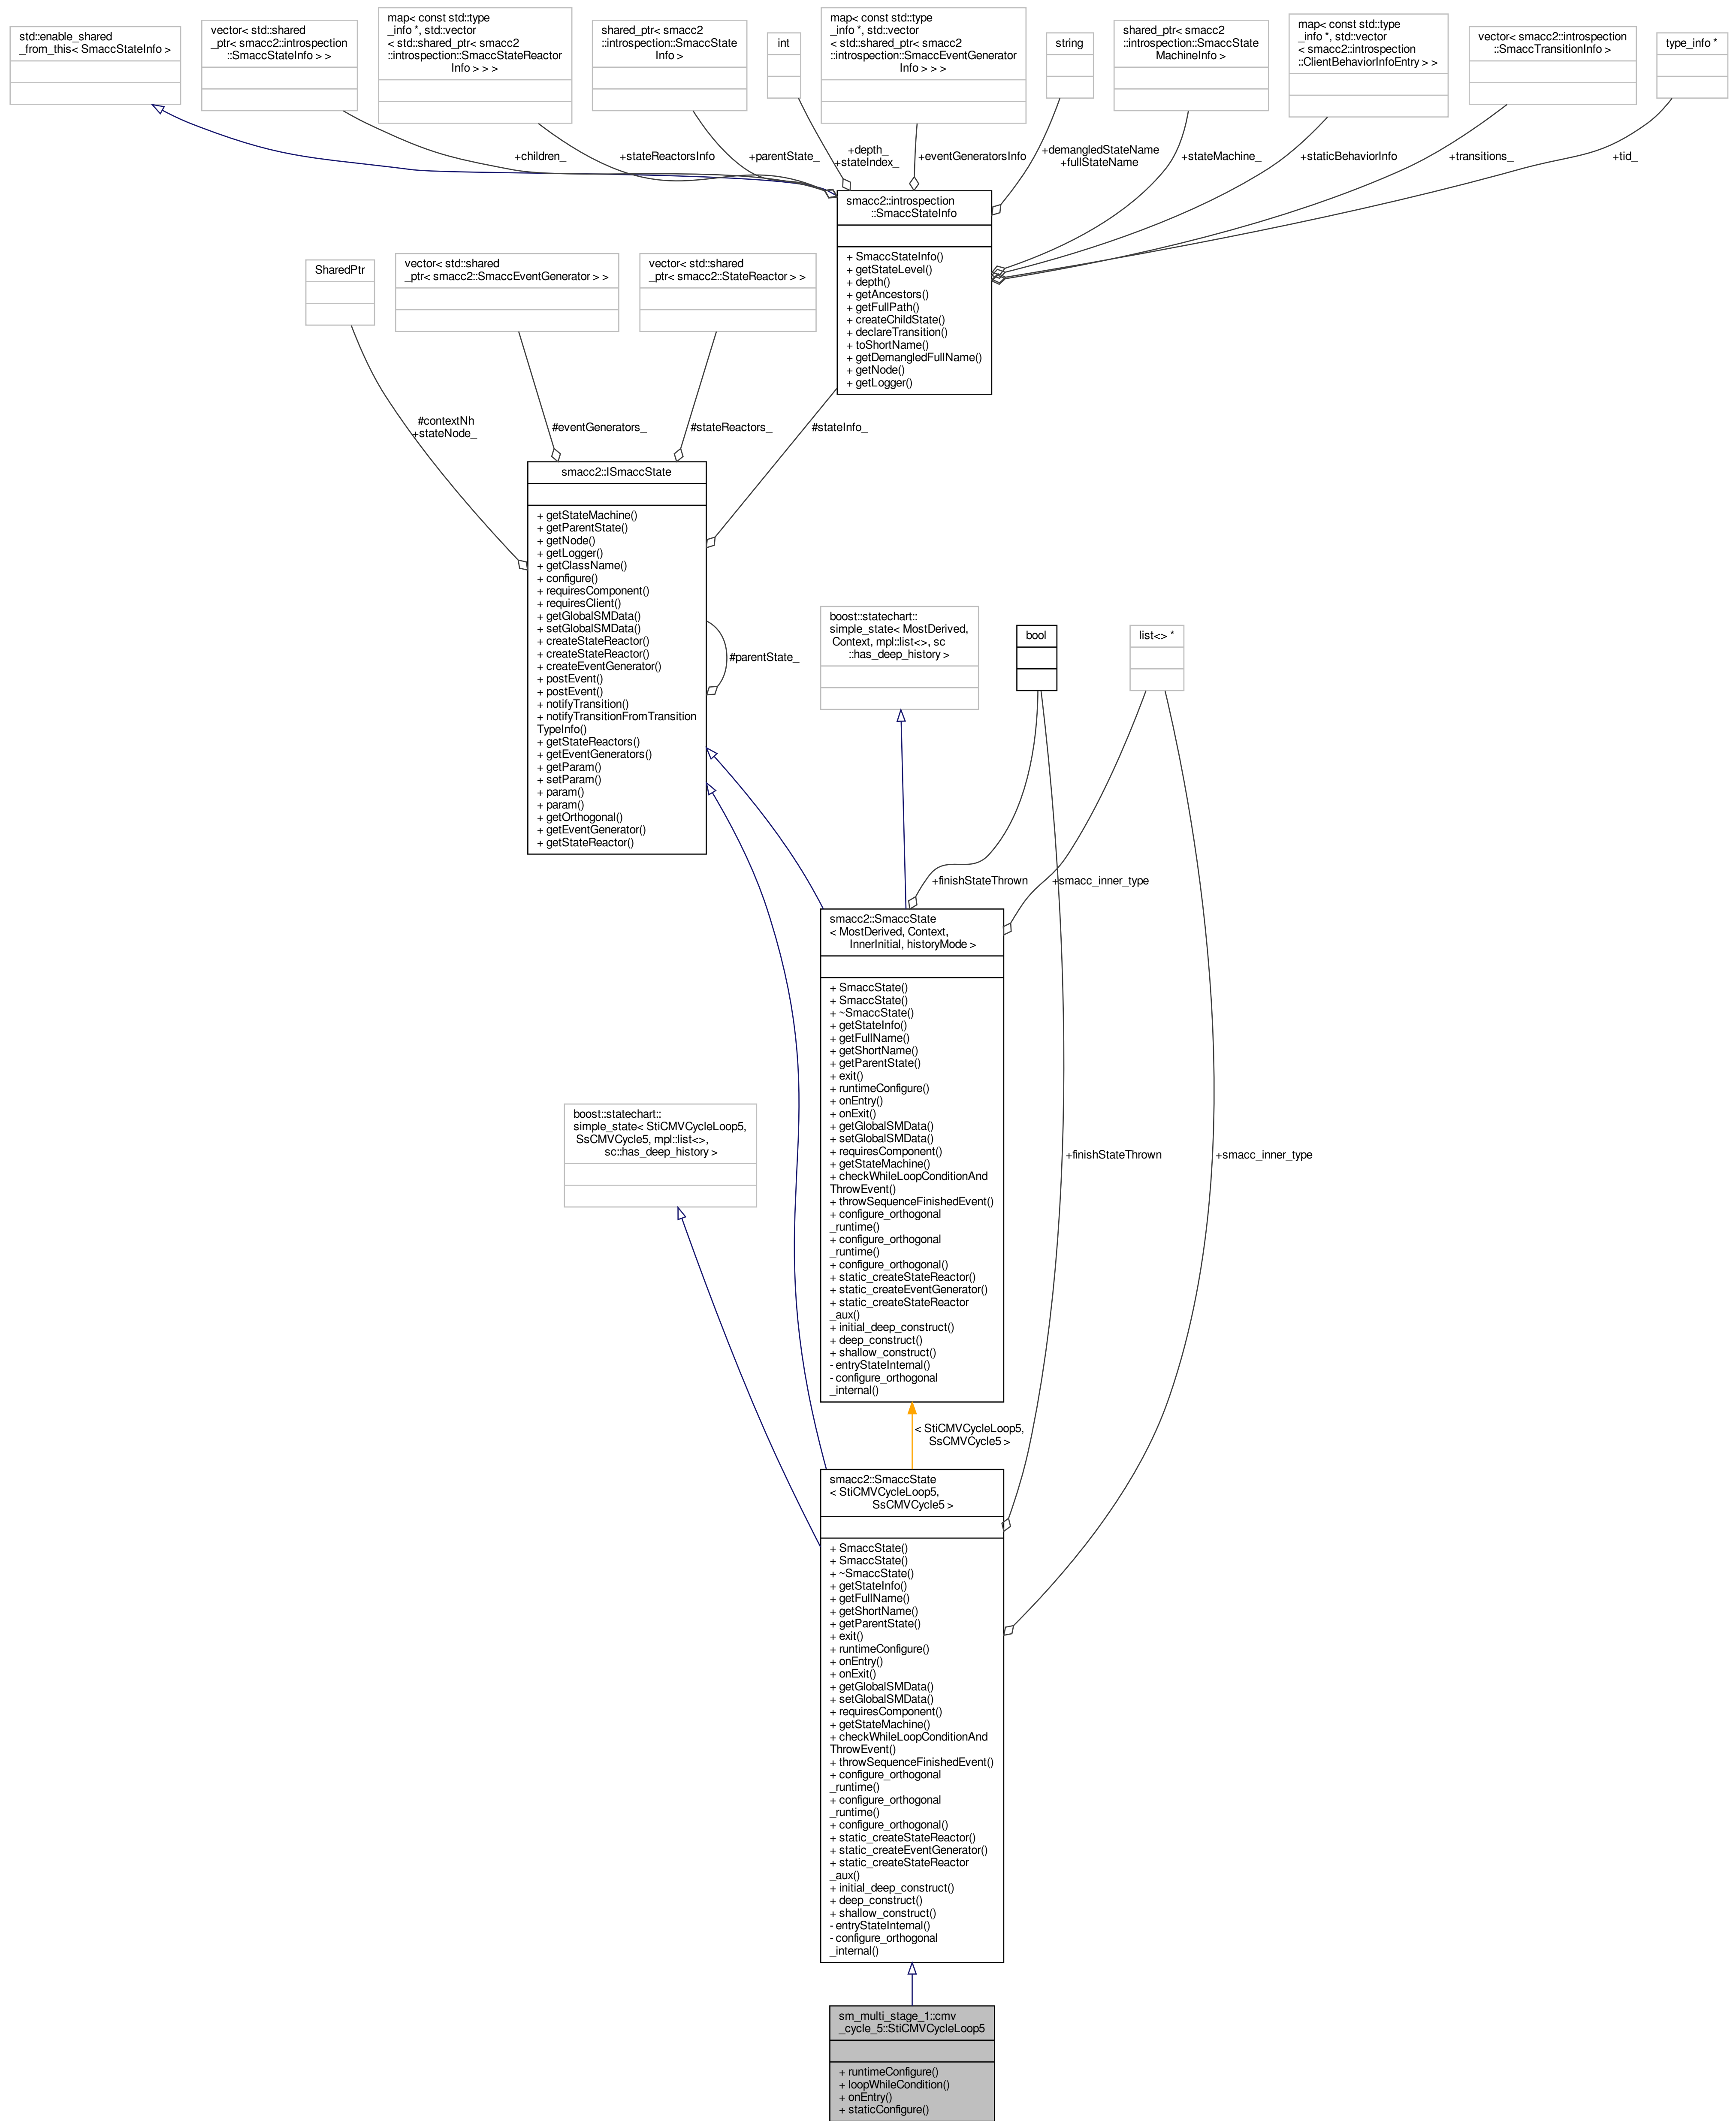 std::enable_shared
_from_this< SmaccStateInfo >
vector< std::shared
_ptr< smacc2::introspection
::SmaccStateInfo > >
map< const std::type
_info *, std::vector
< std::shared_ptr< smacc2
::introspection::SmaccStateReactor
Info > > >
shared_ptr< smacc2
::introspection::SmaccState
Info >
int
map< const std::type
_info *, std::vector
< std::shared_ptr< smacc2
::introspection::SmaccEventGenerator
Info > > >
string
shared_ptr< smacc2
::introspection::SmaccState
MachineInfo >
map< const std::type
_info *, std::vector
< smacc2::introspection
::ClientBehaviorInfoEntry > >
vector< smacc2::introspection
::SmaccTransitionInfo >
type_info *
+children_
+stateReactorsInfo
+parentState_
+depth_
+stateIndex_
+eventGeneratorsInfo
+demangledStateName
+fullStateName
+stateMachine_
+staticBehaviorInfo
+transitions_
+tid_
smacc2::introspection
::SmaccStateInfo
+ SmaccStateInfo()
+ getStateLevel()
+ depth()
+ getAncestors()
+ getFullPath()
+ createChildState()
+ declareTransition()
+ toShortName()
+ getDemangledFullName()
+ getNode()
+ getLogger()
SharedPtr
vector< std::shared
_ptr< smacc2::SmaccEventGenerator > >
vector< std::shared
_ptr< smacc2::StateReactor > >
#contextNh
+stateNode_
#eventGenerators_
#stateReactors_
#stateInfo_
smacc2::ISmaccState
+ getStateMachine()
+ getParentState()
+ getNode()
+ getLogger()
+ getClassName()
+ configure()
+ requiresComponent()
+ requiresClient()
+ getGlobalSMData()
+ setGlobalSMData()
+ createStateReactor()
+ createStateReactor()
+ createEventGenerator()
+ postEvent()
+ postEvent()
+ notifyTransition()
+ notifyTransitionFromTransition
TypeInfo()
+ getStateReactors()
+ getEventGenerators()
+ getParam()
+ setParam()
+ param()
+ param()
+ getOrthogonal()
+ getEventGenerator()
+ getStateReactor()
#parentState_
boost::statechart::
simple_state< MostDerived,
Context, mpl::list<>, sc
::has_deep_history >
bool
list<> *
+finishStateThrown
+smacc_inner_type
smacc2::SmaccState
< MostDerived, Context,
InnerInitial, historyMode >
+ SmaccState()
+ SmaccState()
+ ~SmaccState()
+ getStateInfo()
+ getFullName()
+ getShortName()
+ getParentState()
+ exit()
+ runtimeConfigure()
+ onEntry()
+ onExit()
+ getGlobalSMData()
+ setGlobalSMData()
+ requiresComponent()
+ getStateMachine()
+ checkWhileLoopConditionAnd
ThrowEvent()
+ throwSequenceFinishedEvent()
+ configure_orthogonal
_runtime()
+ configure_orthogonal
_runtime()
+ configure_orthogonal()
+ static_createStateReactor()
+ static_createEventGenerator()
+ static_createStateReactor
_aux()
+ initial_deep_construct()
+ deep_construct()
+ shallow_construct()
- entryStateInternal()
- configure_orthogonal
_internal()
boost::statechart::
simple_state< StiCMVCycleLoop5,
SsCMVCycle5, mpl::list<>,
sc::has_deep_history >
+finishStateThrown
+smacc_inner_type
< StiCMVCycleLoop5,
SsCMVCycle5 >
smacc2::SmaccState
< StiCMVCycleLoop5,
SsCMVCycle5 >
+ SmaccState()
+ SmaccState()
+ ~SmaccState()
+ getStateInfo()
+ getFullName()
+ getShortName()
+ getParentState()
+ exit()
+ runtimeConfigure()
+ onEntry()
+ onExit()
+ getGlobalSMData()
+ setGlobalSMData()
+ requiresComponent()
+ getStateMachine()
+ checkWhileLoopConditionAnd
ThrowEvent()
+ throwSequenceFinishedEvent()
+ configure_orthogonal
_runtime()
+ configure_orthogonal
_runtime()
+ configure_orthogonal()
+ static_createStateReactor()
+ static_createEventGenerator()
+ static_createStateReactor
_aux()
+ initial_deep_construct()
+ deep_construct()
+ shallow_construct()
- entryStateInternal()
- configure_orthogonal
_internal()
sm_multi_stage_1::cmv
_cycle_5::StiCMVCycleLoop5
+ runtimeConfigure()
+ loopWhileCondition()
+ onEntry()
+ staticConfigure()